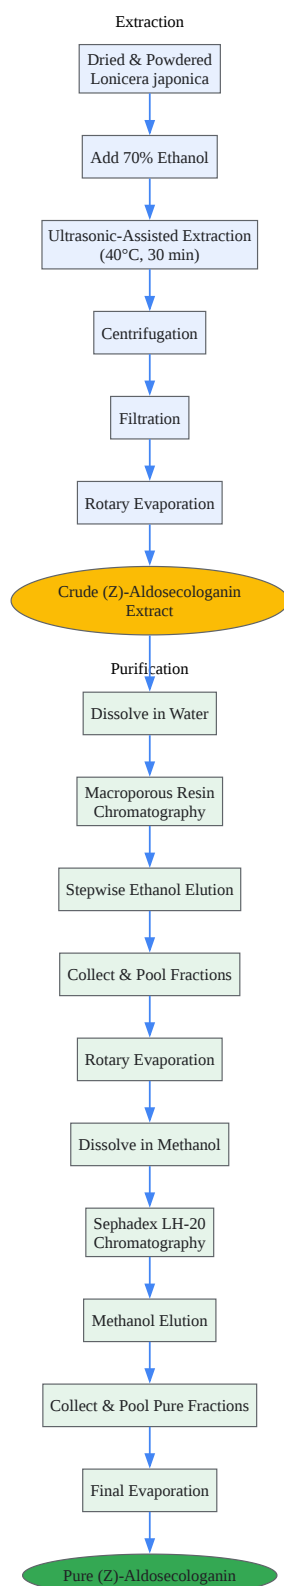 Extraction
Dried & Powdered
Lonicera japonica
Add 70% Ethanol
Ultrasonic-Assisted Extraction
(40°C, 30 min)
Centrifugation
Filtration
Rotary Evaporation
Crude (Z)-Aldosecologanin
Extract
Purification
Dissolve in Water
Macroporous Resin
Chromatography
Stepwise Ethanol Elution
Collect & Pool Fractions
Rotary Evaporation
Dissolve in Methanol
Sephadex LH-20
Chromatography
Methanol Elution
Collect & Pool Pure Fractions
Final Evaporation
Pure (Z)-Aldosecologanin